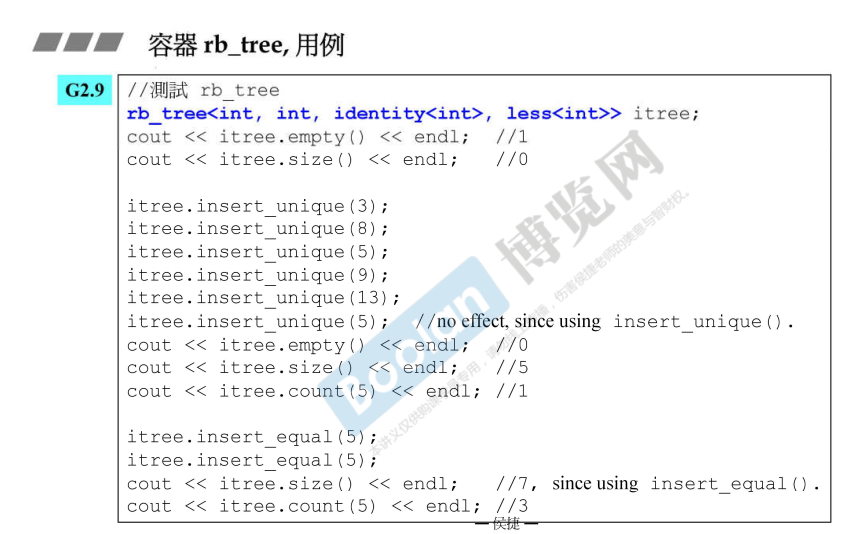 容器 rb_tree, 用例
G2.9
//測試 rb_tree
rb_tree<int, int, identity<int>, less<int>> itree;
cout << itree.empty() << endl; //1
cout << itree.size() << endl; //0
itree.insert_unique(3);
itree.insert_unique(8);
itree.insert_unique(5);
itree.insert_unique(9);
itree.insert_unique(13);
itree.insert_unique(5); //no effect, since using insert_unique().
cout << itree.empty() << endl; //0
cout << itree.size() << endl; //5
cout << itree.count(5) << endl; //1
itree.insert_equal(5);
itree.insert_equal(5);
cout << itree.size() << endl; //7, since using insert_equal().
cout << itree.count(5) << endl; //3
— 侯捷 —
Boolan 博览网